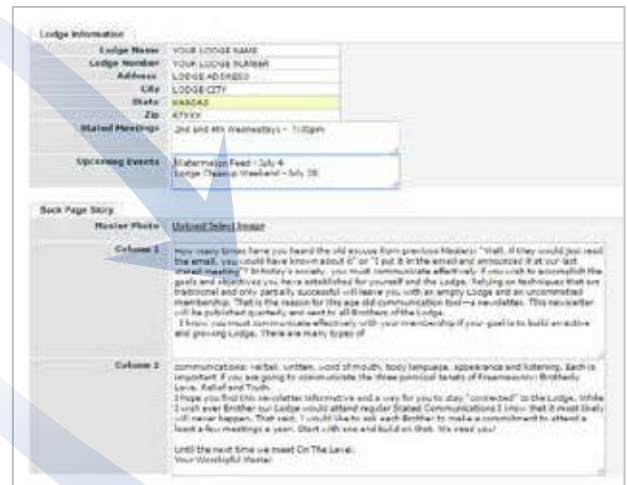 Lodge Information
Lodge Name YOUR LODGE NAME
Lodge Number YOUR LODGE NUMBER
Address LODGE ADDRESS
City LODGE CITY
State KANSAS
Zip 67XXX
Stated Meetings 2nd and 4th Wednesdays - 7:00pm
Upcoming Events Watermelon Feed - July 4
Lodge Cleanup Weekend - July 28
Back Page Story
Master Photo Upload/Select Image
Column 1 How many times have you heard the old excuse from previous Masters: "Well, if they would just read
the email, you would have known about it" or "I put it in the email and announced it at our last
stated meeting"? In today's society, you must communicate effectively if you wish to accomplish the
goals and objectives you have established for yourself and the Lodge. Relying on techniques that are
traditional and only partially successful will leave you with an empty Lodge and an uncommitted
membership. That is the reason for this age old communication tool—a newsletter. This newsletter
will be published quarterly and sent to all Brothers of the Lodge.
I know you must communicate effectively with your membership if your goal is to build an active
and growing Lodge. There are many types of
Column 2 communications: verbal, written, word of mouth, body language, appearance and listening. Each is
important if you are going to communicate the three principal tenets of Freemasonry: Brotherly
Love, Relief and Truth.
I hope you find this newsletter informative and a way for you to stay "connected" to the Lodge. While
I wish ever Brother our Lodge would attend regular Stated Communications I know that it most likely
will never happen. That said, I would like to ask each Brother to make a commitment to attend a
least a few meetings a year. Start with one and build on that. We need you!
Until the next time we meet On The Level,
Your Worshipful Master